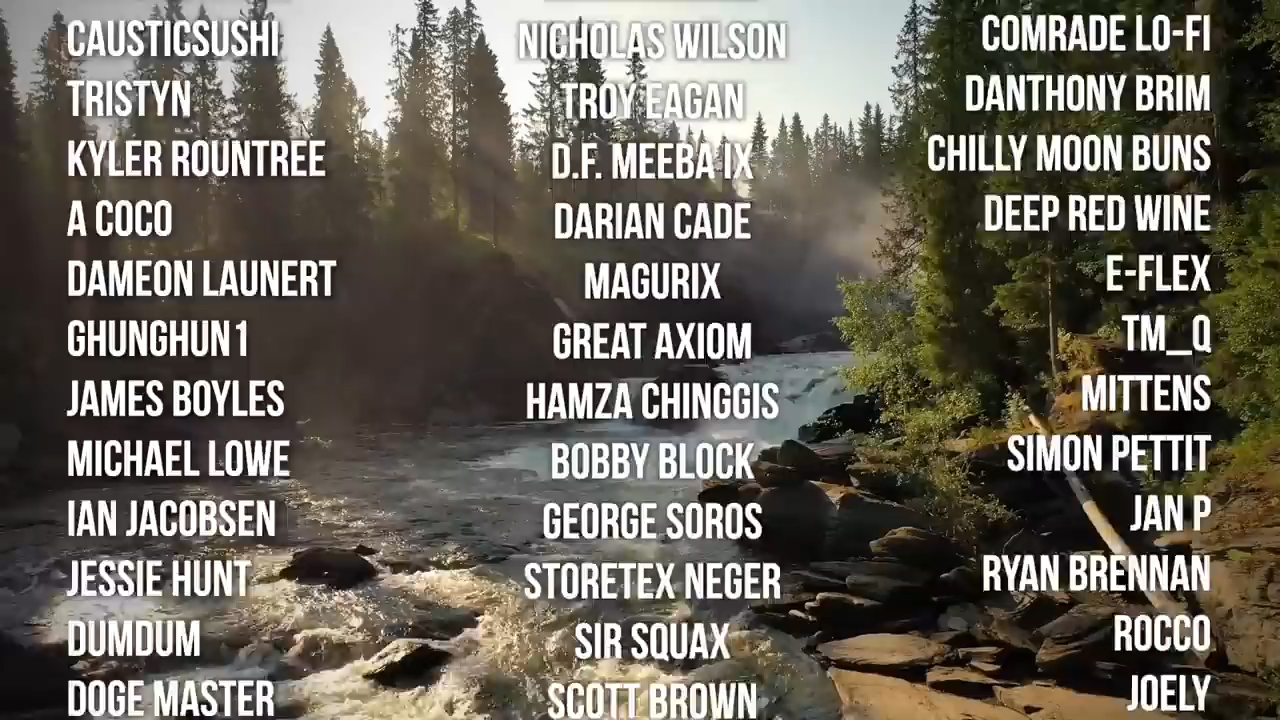 CAUSTICSUSHI
TRISTYN
KYLER ROUNTREE
A COCO
DAMEON LAUNERT
GHUNGHUN1
JAMES BOYLES
MICHAEL LOWE
IAN JACOBSEN
JESSIE HUNT
DUMDUM
DOGE MASTER
NICHOLAS WILSON
TROY EAGAN
D.F. MEEBA IX
DARIAN CADE
MAGURIX
GREAT AXIOM
HAMZA CHINGGIS
BOBBY BLOCK
GEORGE SOROS
STORETEX NEGER
SIR SQUAX
SCOTT BROWN
COMRADE LO-FI
DANTHONY BRIM
CHILLY MOON BUNS
DEEP RED WINE
E-FLEX
TM_Q
MITTENS
SIMON PETTIT
JAN P
RYAN BRENNAN
ROCCO
JOELY